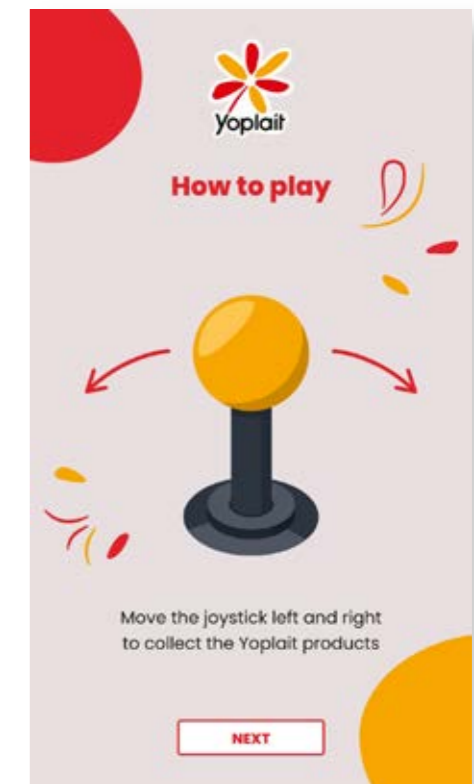 Yoplait
How to play
Move the joystick left and right
to collect the Yoplait products
NEXT